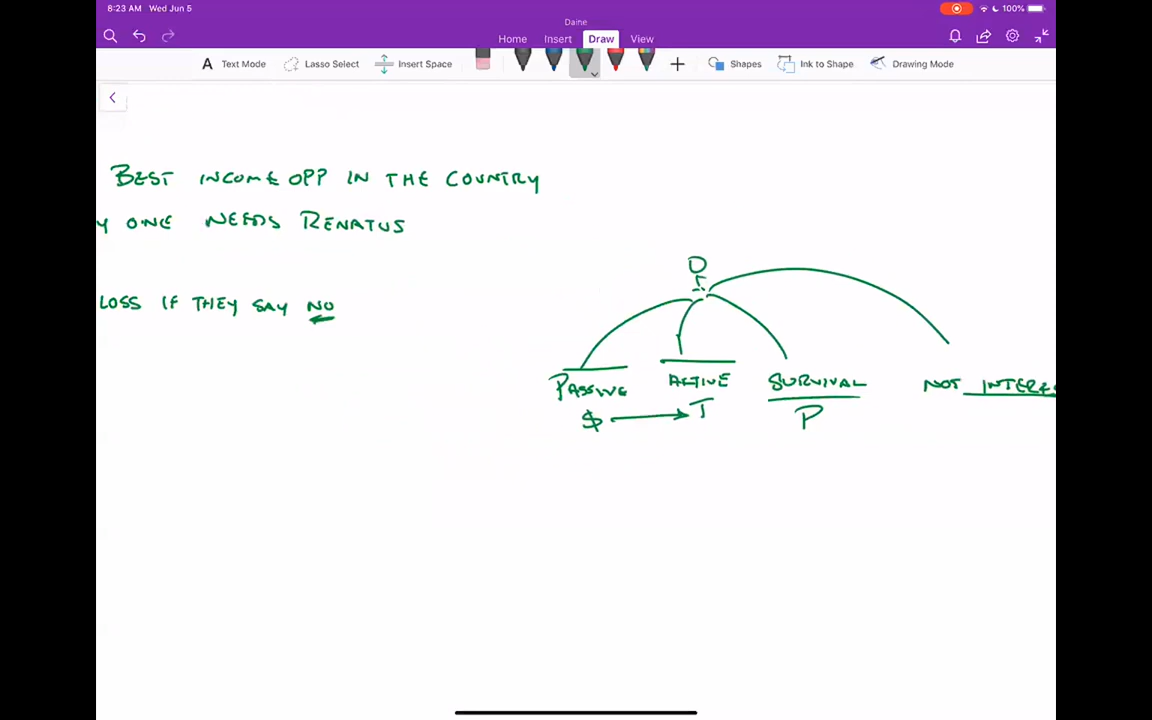 8:23 AM Wed Jun 5
100%
Daine
Home Insert Draw View
A Text Mode Lasso Select Insert Space Shapes Ink to Shape Drawing Mode
BEST INCOME OPP IN THE COUNTRY
Y ONE NEEDS RENATUS
LOSS IF THEY SAY NO
D
PASSIVE ACTIVE SURVIVAL NOT INTERES
$ T P